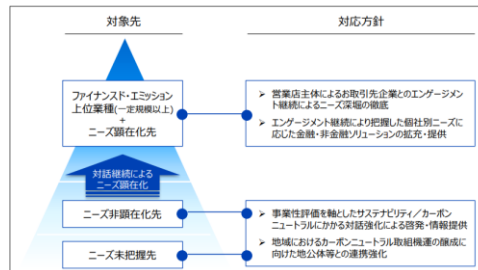 対象先
対応方針
ファイナンスド・エミッション
上位業種(一定規模以上)
+
ニーズ顕在化先
➢ 営業店主体によるお取引先企業とのエンゲージメ
ント継続によるニーズ深堀の徹底
➢ エンゲージメント継続により把握した個社別ニーズに
応じた金融・非金融ソリューションの拡充・提供
対話継続による
ニーズ顕在化
ニーズ非顕在化先
ニーズ未把握先
➢ 事業性評価を軸としたサステナビリティ／カーボン
ニュートラルにかかる対話強化による啓発・情報提供
➢ 地域におけるカーボンニュートラル取組機運の醸成に
向けた地公体等との連携強化